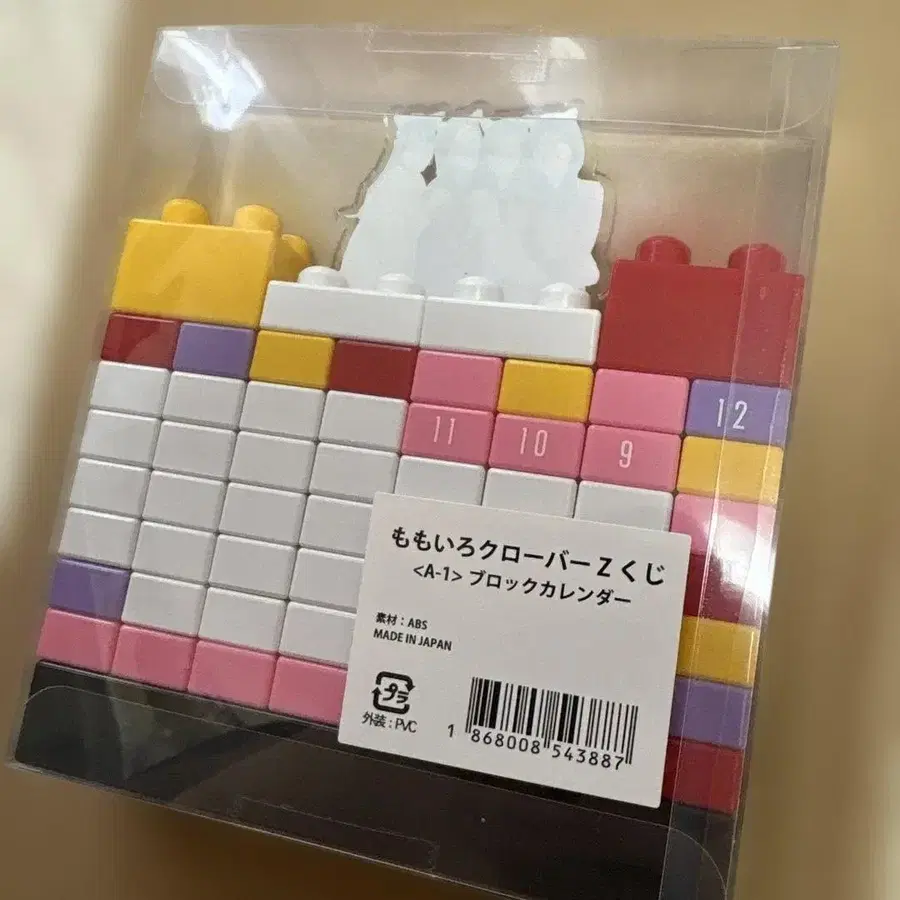 12
11
10
9
ももいろクローバーZくじ
<A-1> ブロックカレンダー
素材：ABS
MADE IN JAPAN
プラ
外装：PVC
1 868008 543887